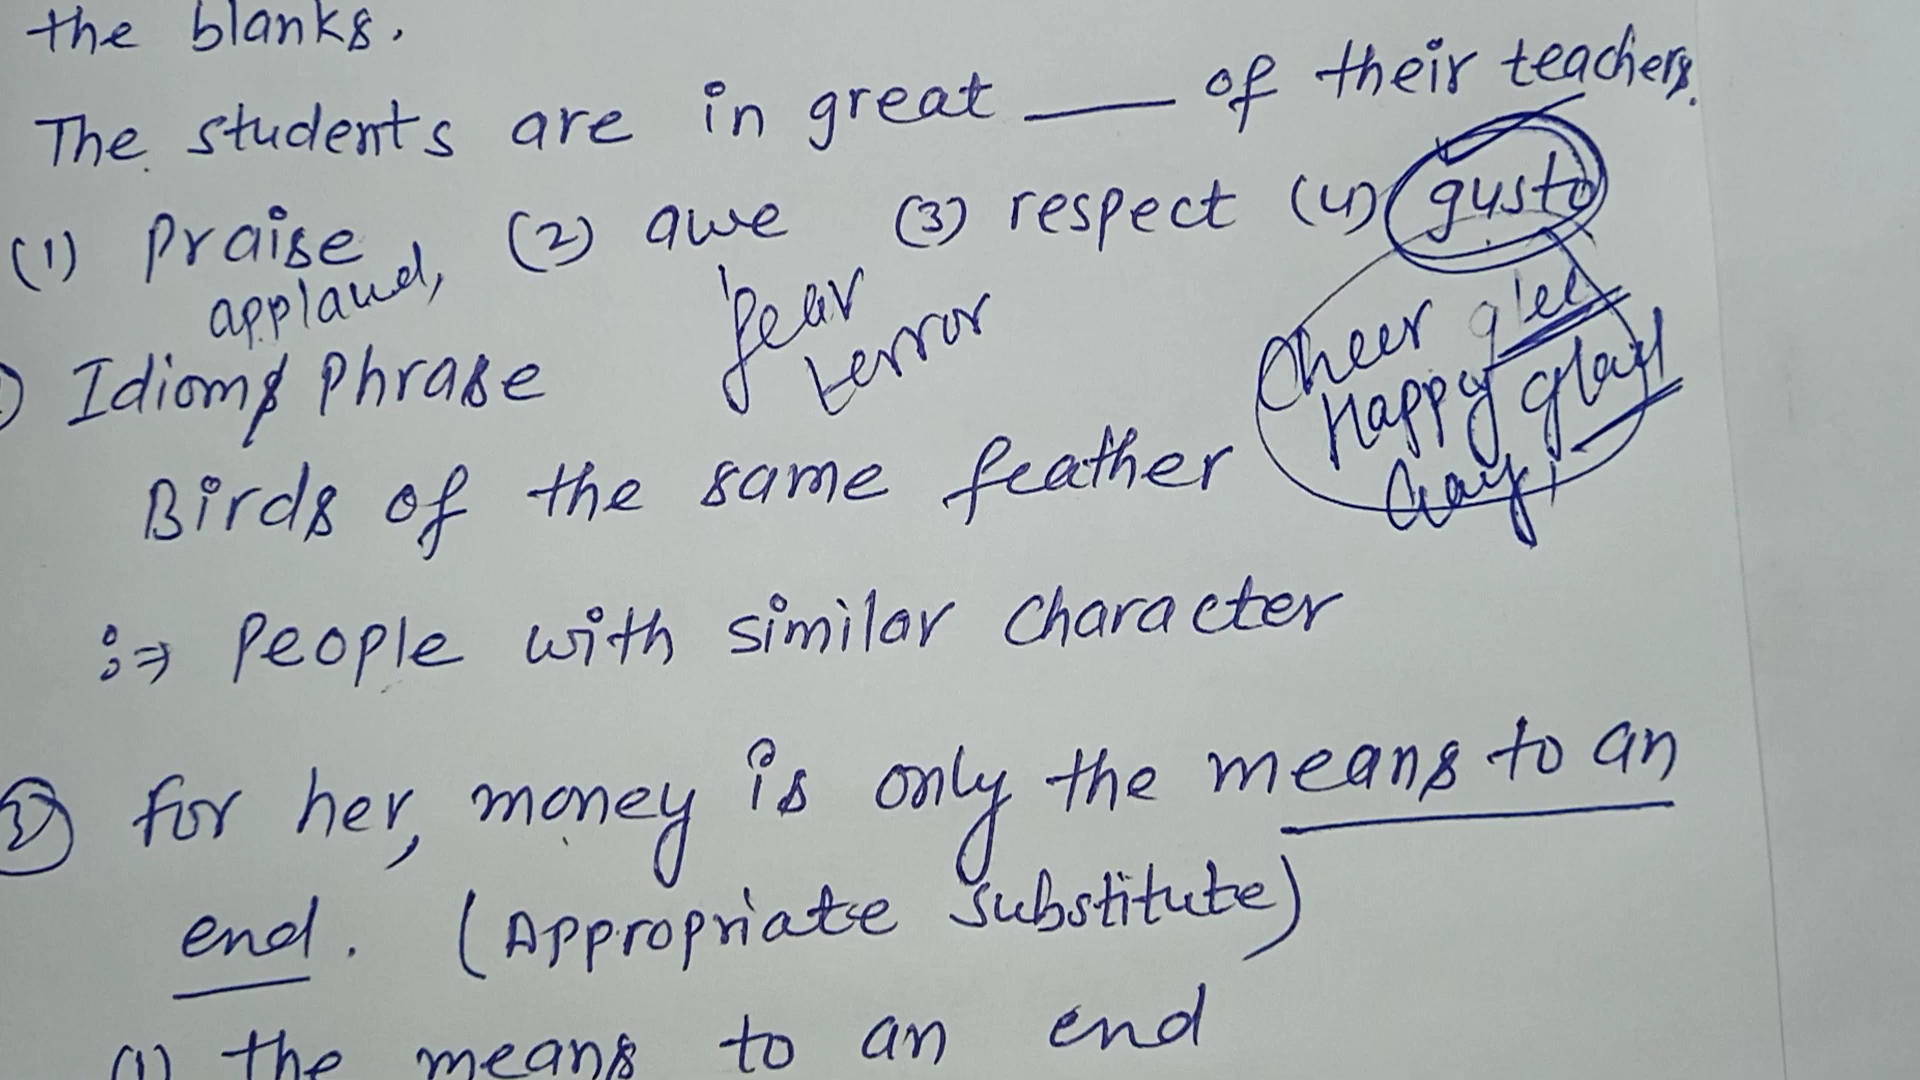 the blanks.
The students are in great ___ of their teachers.
(1) Praise (2) awe (3) respect (4) gusto
applaud, fear
terror
Cheer glee
Happy
Gay,
Idioms Phrase
Birds of the same feather
:⇒ People with similar character
③ for her, money is only the means to an
end. (Appropriate Substitute)
(1) the means to an end